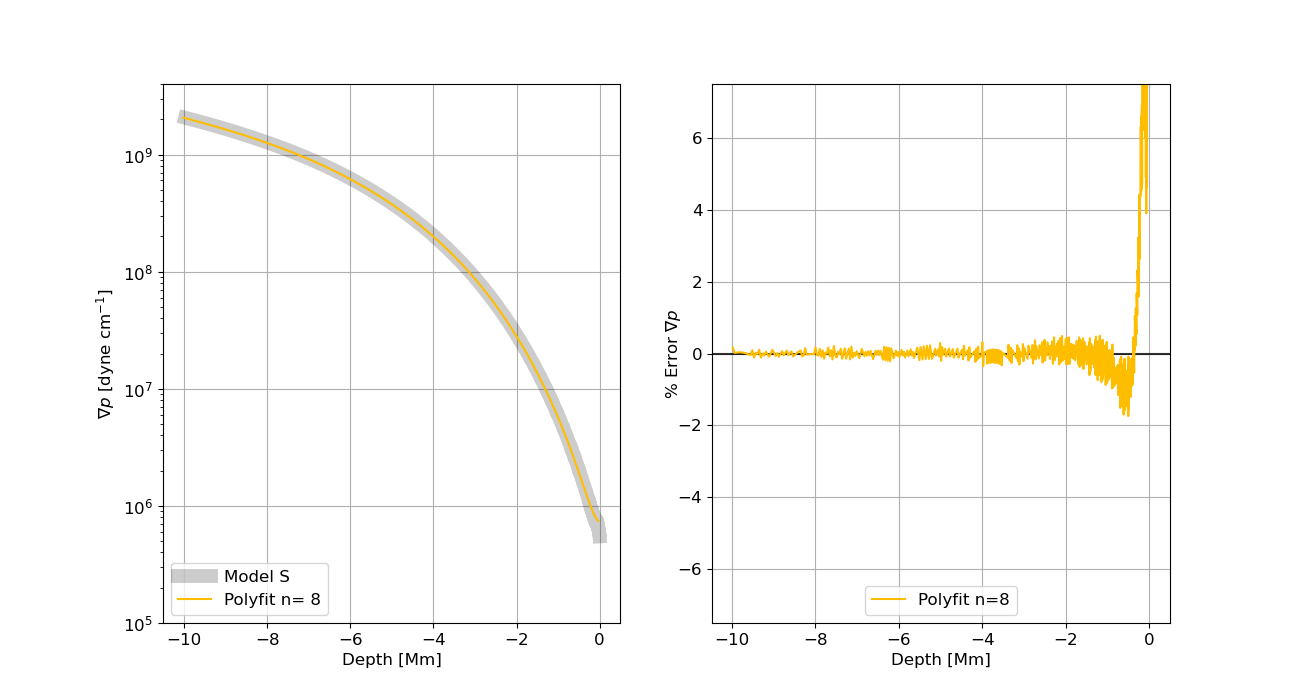 10⁹
10⁸
10⁷
10⁶
10⁵
∇p [dyne cm⁻¹]
Model S
Polyfit n= 8
−10 −8 −6 −4 −2 0
Depth [Mm]
6
4
2
0
−2
−4
−6
% Error ∇p
Polyfit n=8
−10 −8 −6 −4 −2 0
Depth [Mm]